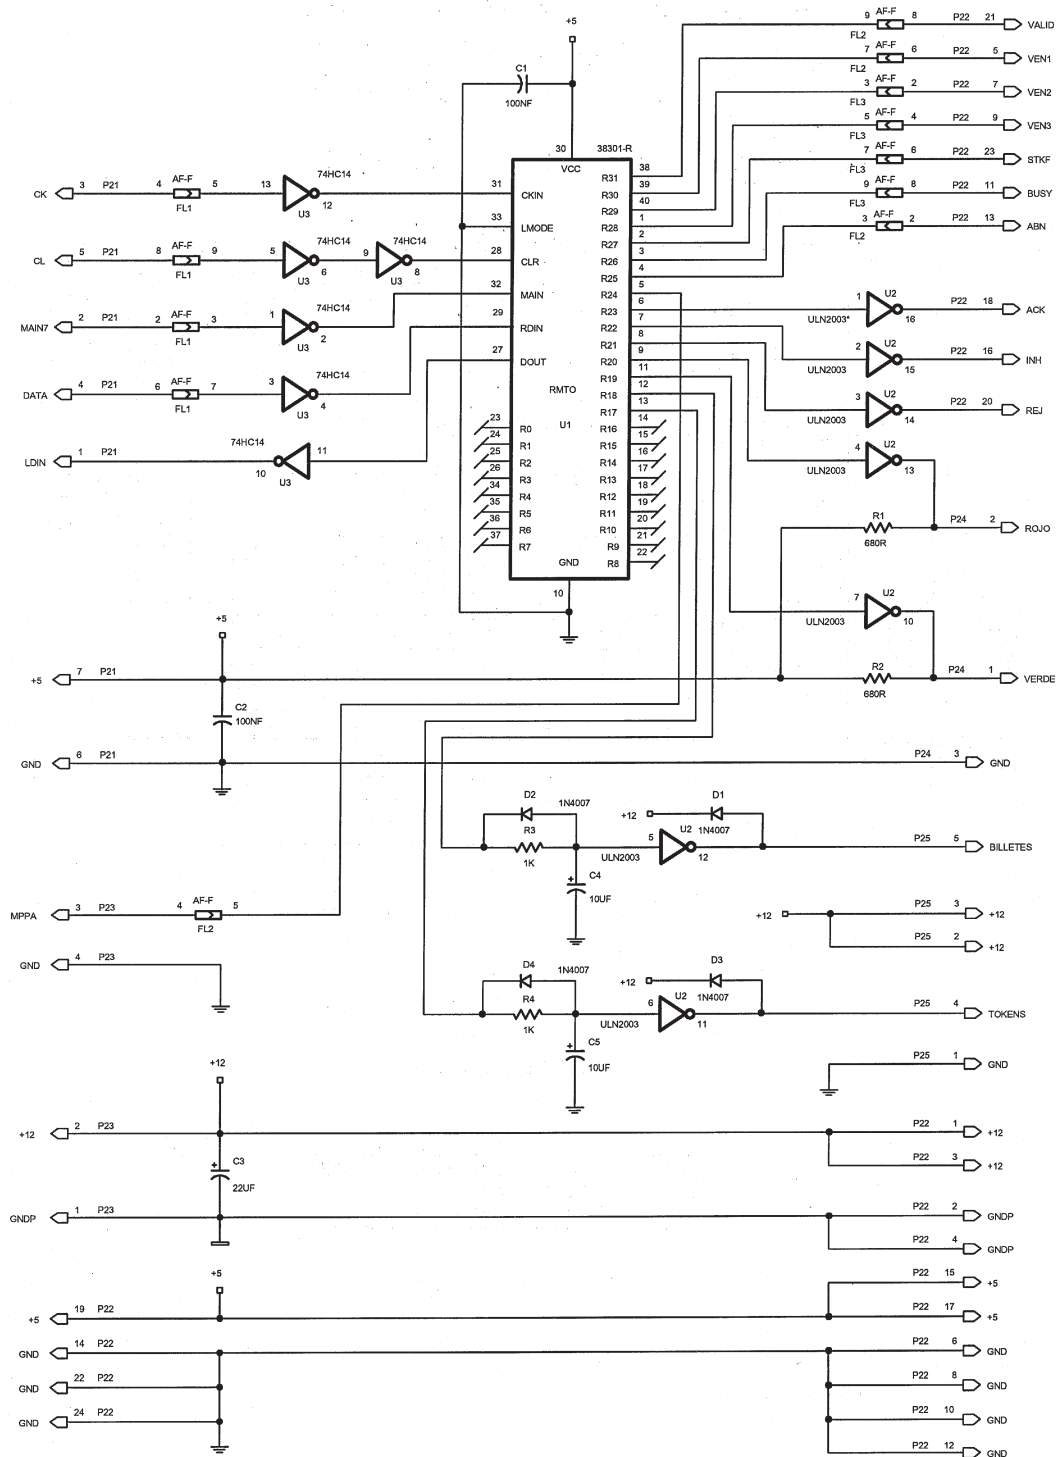 +5
9 AF-F 8 P22 21 VALID
FL2
7 AF-F 6 P22 5 VEN1
FL2
C1
100NF
3 AF-F 2 P22 7 VEN2
FL3
5 AF-F 4 P22 9 VEN3
FL3
7 AF-F 6 P22 23 STKF
FL3
9 AF-F 8 P22 11 BUSY
FL3
3 AF-F 2 P22 13 ABN
FL2
30 38301-R
VCC
CK 3 P21 4 AF-F 5 13 74HC14 12 31 CKIN
FL1 U3
33 LMODE
CL 5 P21 8 AF-F 9 5 74HC14 6 9 74HC14 8 28 CLR
FL1 U3 U3
32 MAIN
MAIN7 2 P21 2 AF-F 3 1 74HC14 2 29 RDIN
FL1 U3
DATA 4 P21 6 AF-F 7 3 74HC14 4 27 DOUT
FL1 U3
LDIN 1 P21 74HC14 10 11
U3
RMTO
U1
R31 38
R30 39
R29 40
R28 1
R27 2
R26 3
R25 4
R24 5
R23 6
R22 7
R21 8
R20 9
R19 11
R18 12
R17 13
23 R0 R16 14
24 R1 R15 15
25 R2 R14 16
26 R3 R13 17
34 R4 R12 18
35 R5 R11 19
36 R6 R10 20
37 R7 R9 21
R8 22
GND
10
1 U2 P22 18 ACK
ULN2003* 16
2 U2 P22 16 INH
ULN2003 15
3 U2 P22 20 REJ
ULN2003 14
4 U2
ULN2003 13
R1 P24 2 ROJO
680R
7 U2
ULN2003 10
+5
+5 7 P21
R2 P24 1 VERDE
680R
C2
100NF
GND 6 P21 P24 3 GND
D2 1N4007
R3
1K
C4
10UF
+12 D1
1N4007
5 U2 P25 5 BILLETES
ULN2003 12
MPPA 3 P23 4 AF-F 5
FL2
+12 P25 3 +12
P25 2 +12
GND 4 P23
D4 1N4007
R4
1K
C5
10UF
+12 D3
1N4007
6 U2 P25 4 TOKENS
ULN2003 11
P25 1 GND
+12
+12 2 P23 P22 1 +12
P22 3 +12
C3
22UF
GNDP 1 P23 P22 2 GNDP
P22 4 GNDP
+5
P22 15 +5
+5 19 P22 P22 17 +5
GND 14 P22 P22 6 GND
GND 22 P22 P22 8 GND
GND 24 P22 P22 10 GND
P22 12 GND